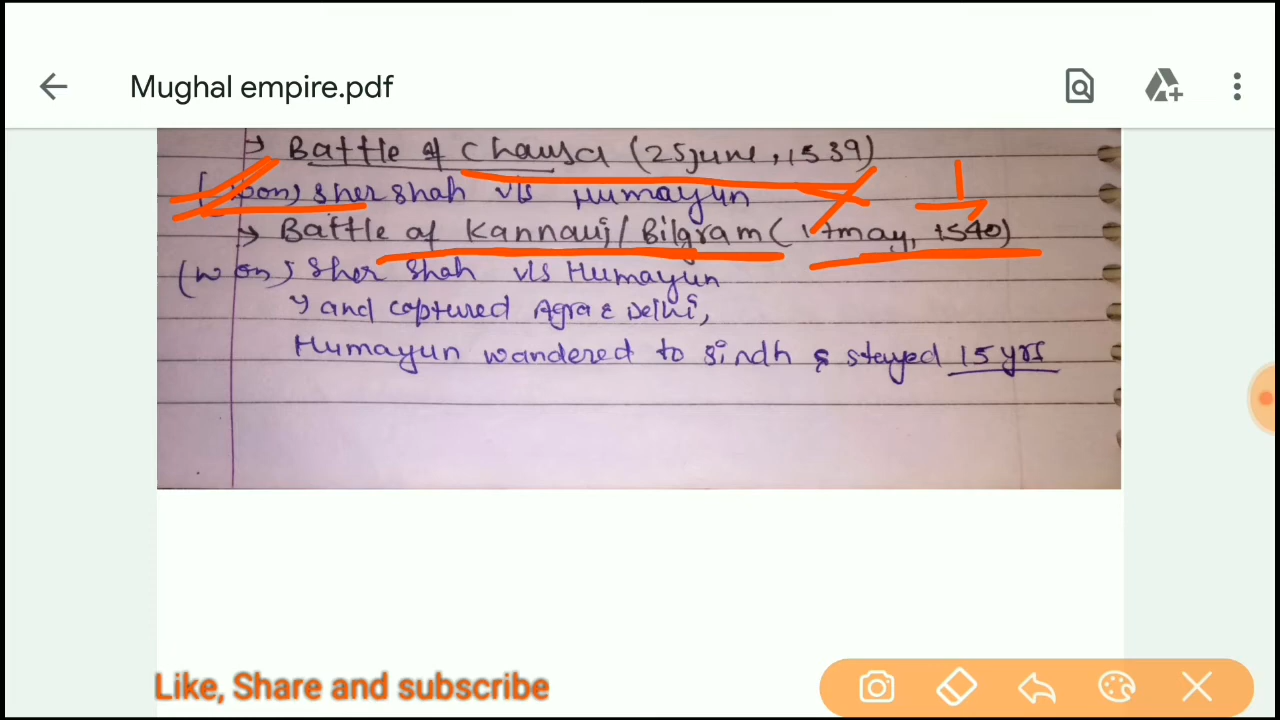 Mughal empire.pdf
→ Battle of Chausa (25 june, 1539)
(won) sher shah v/s Humayun
→ Battle of Kannauj/Bilgram (17 may, 1540)
(won) sher shah v/s Humayun
→ and captured Agra & Delhi,
Humayun wandered to sindh & stayed 15 yrs
Like, Share and subscribe